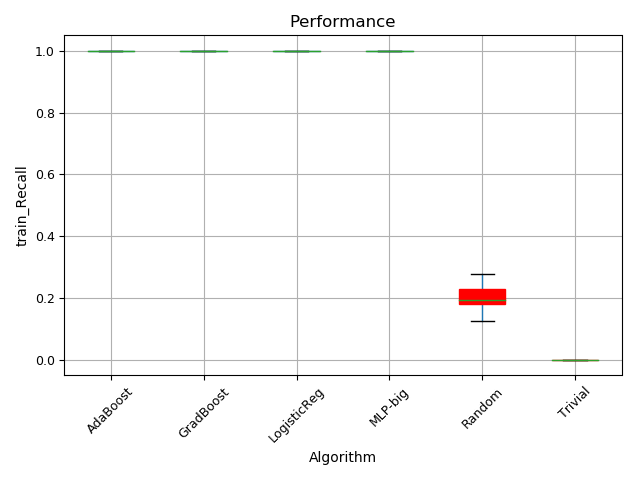 Performance
train_Recall
1.0
0.8
0.6
0.4
0.2
0.0
AdaBoost
GradBoost
LogisticReg
MLP-big
Random
Trivial
Algorithm